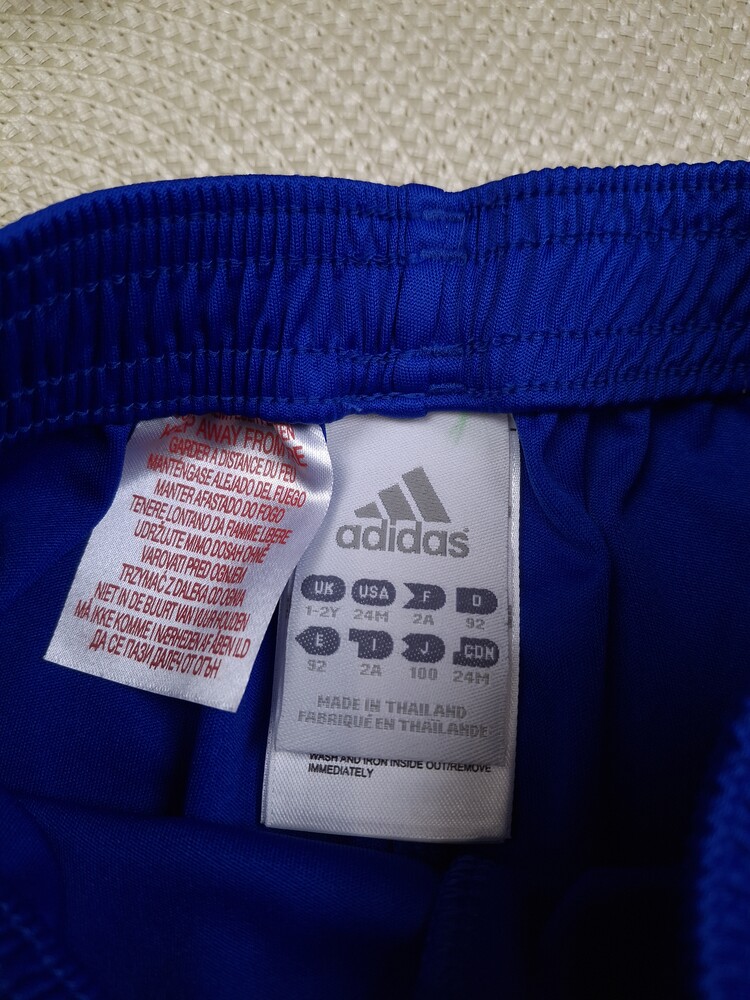 KEEP AWAY FROM FIRE
GARDER A DISTANCE DU FEU
MANTENGASE ALEJADO DEL FUEGO
MANTER AFASTADO DO FOGO
TENERE LONTANO DA FIAMME LIBERE
UDRŽUJTE MIMO DOSAH OHNĚ
VAROVAT PRED OGNJEM
TRZYMAĆ Z DALEKA OD OGNIA
NIET IN DE BUURT VAN VUUR HOUDEN
MÅ IKKE KOMME I NÆRHEDEN AF ÅBEN ILD
ДА СЕ ПАЗИ ДАЛЕЧ ОТ ОГЪН
adidas
UK USA F D
1-2Y 24M 2A 92
E I J CDN
92 2A 100 24M
MADE IN THAILAND
FABRIQUÉ EN THAÏLANDE
WASH AND IRON INSIDE OUT/REMOVE
IMMEDIATELY